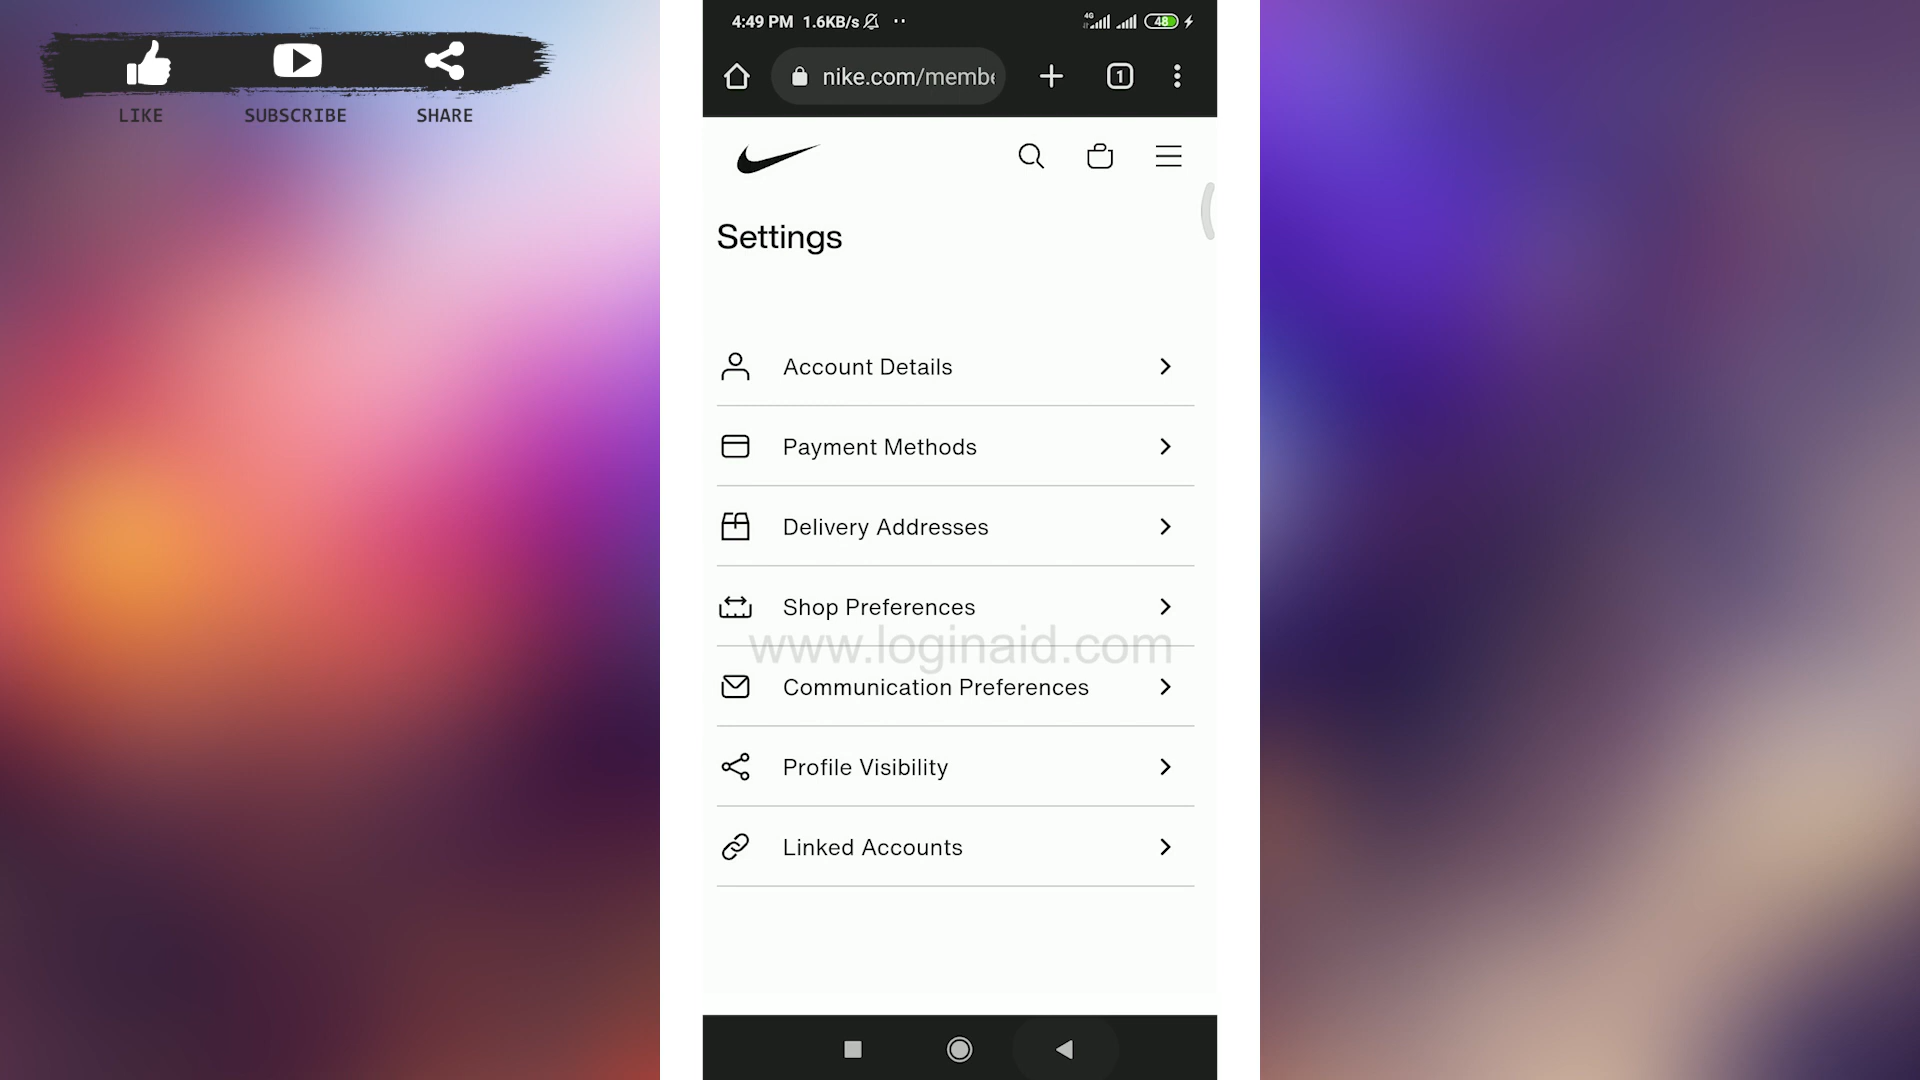 LIKE SUBSCRIBE SHARE
4:49 PM 1.6KB/s 4G 48
nike.com/membe 1
Settings
Account Details
Payment Methods
Delivery Addresses
Shop Preferences
www.loginaid.com
Communication Preferences
Profile Visibility
Linked Accounts